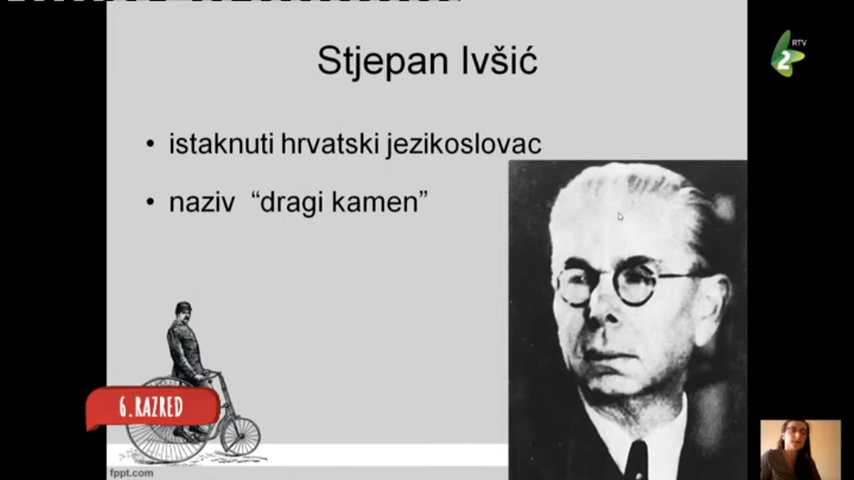 Stjepan Ivšić
RTV
2
• istaknuti hrvatski jezikoslovac
• naziv “dragi kamen”
6.RAZRED
fppt.com